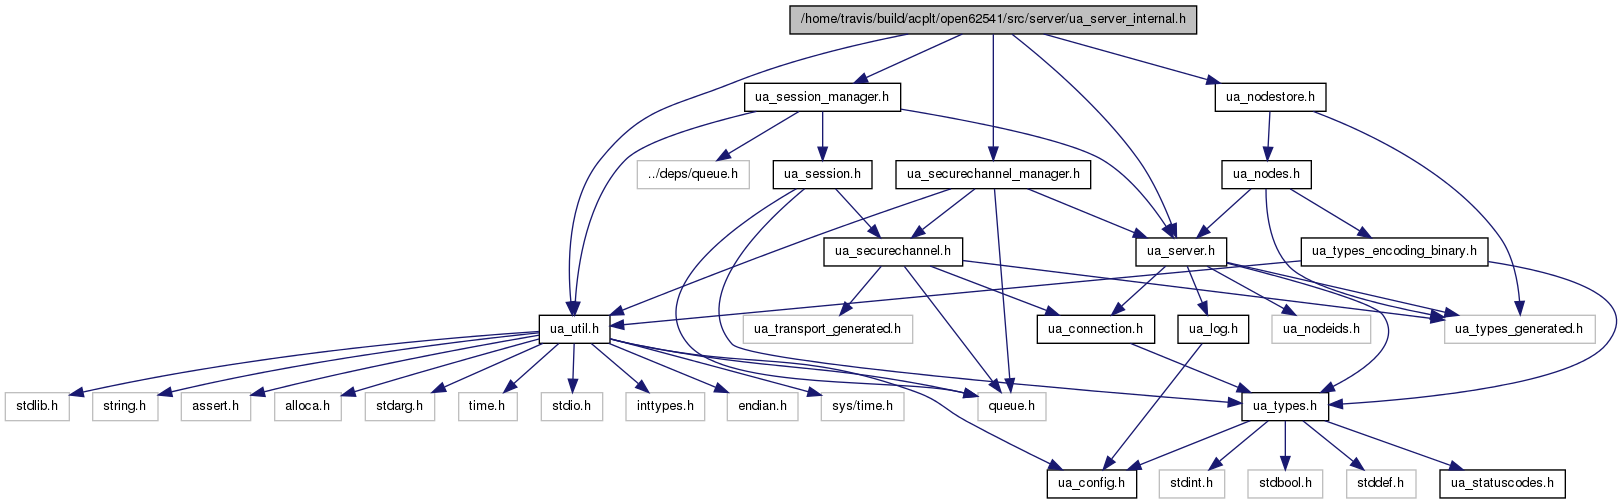 /home/travis/build/acplt/open62541/src/server/ua_server_internal.h
ua_session_manager.h
ua_nodestore.h
../deps/queue.h
ua_session.h
ua_securechannel_manager.h
ua_nodes.h
ua_securechannel.h
ua_server.h
ua_types_encoding_binary.h
ua_util.h
ua_transport_generated.h
ua_connection.h
ua_log.h
ua_nodeids.h
ua_types_generated.h
stdlib.h
string.h
assert.h
alloca.h
stdarg.h
time.h
stdio.h
inttypes.h
endian.h
sys/time.h
queue.h
ua_types.h
ua_config.h
stdint.h
stdbool.h
stddef.h
ua_statuscodes.h